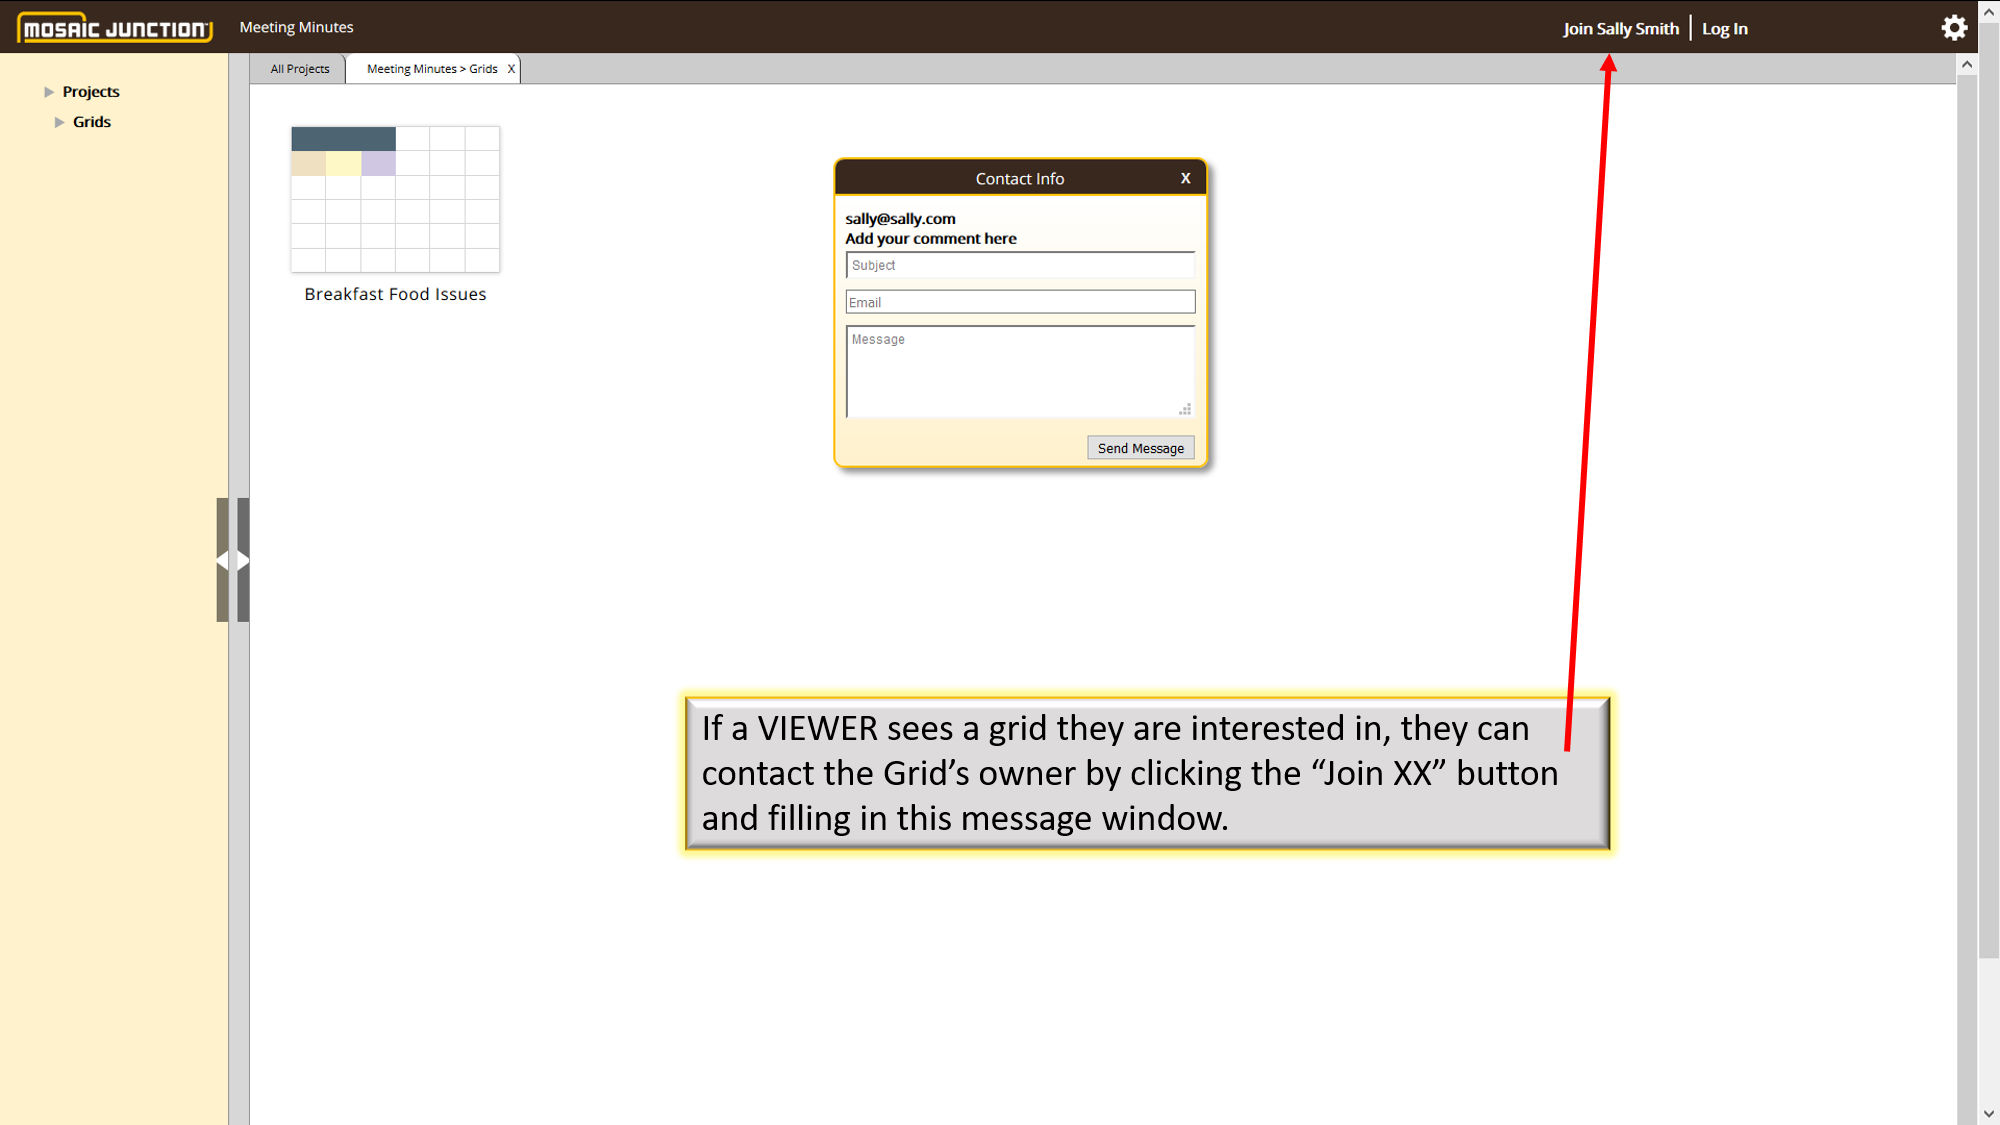 MOSAIC JUNCTION
Meeting Minutes
Join Sally Smith
Log In
All Projects
Meeting Minutes > Grids X
Projects
Grids
Breakfast Food Issues
Contact Info
X
sally@sally.com
Add your comment here
Subject
Email
Message
Send Message
If a VIEWER sees a grid they are interested in, they can
contact the Grid’s owner by clicking the “Join XX” button
and filling in this message window.